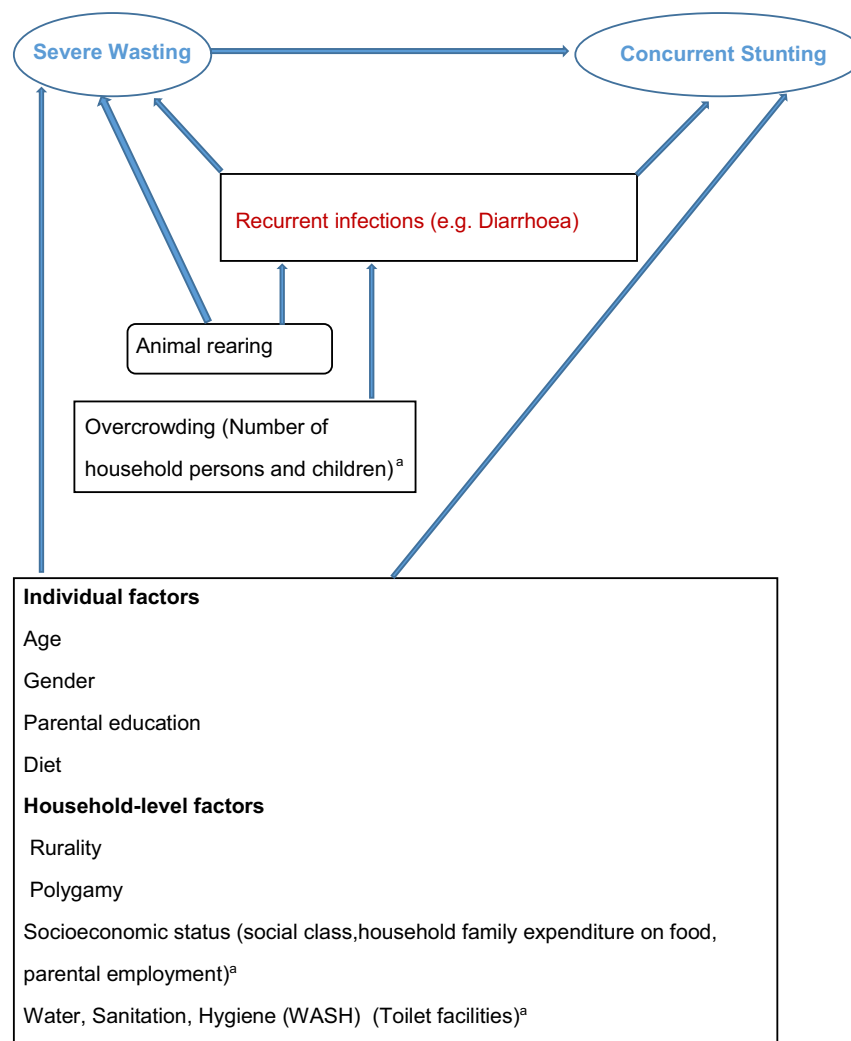 Severe Wasting
Concurrent Stunting
Recurrent infections (e.g. Diarrhoea)
Animal rearing
Overcrowding (Number of
household persons and children)ᵃ
Individual factors
Age
Gender
Parental education
Diet
Household-level factors
Rurality
Polygamy
Socioeconomic status (social class,household family expenditure on food,
parental employment)ᵃ
Water, Sanitation, Hygiene (WASH) (Toilet facilities)ᵃ